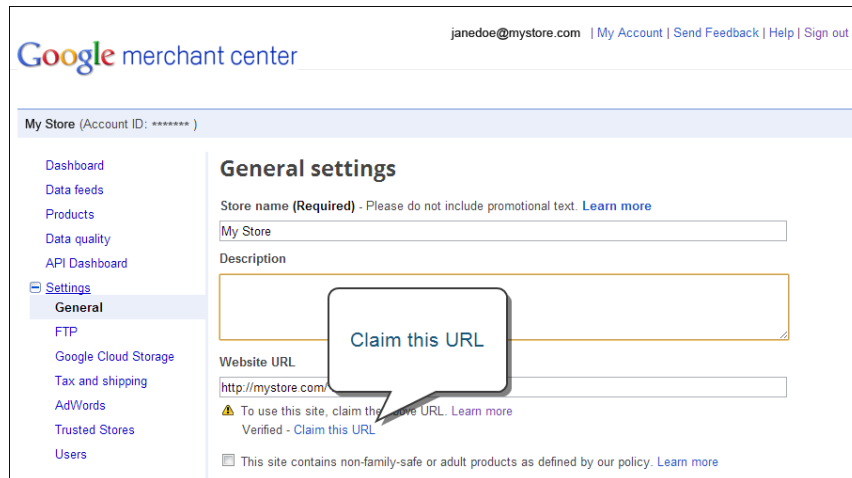 janedoe@mystore.com | My Account | Send Feedback | Help | Sign out
Google merchant center
My Store (Account ID: ******* )
Dashboard
Data feeds
Products
Data quality
API Dashboard
Settings
General
FTP
Google Cloud Storage
Tax and shipping
AdWords
Trusted Stores
Users
General settings
Store name (Required) - Please do not include promotional text. Learn more
My Store
Description
Claim this URL
Website URL
http://mystore.com/
To use this site, claim the above URL. Learn more
Verified - Claim this URL
This site contains non-family-safe or adult products as defined by our policy. Learn more